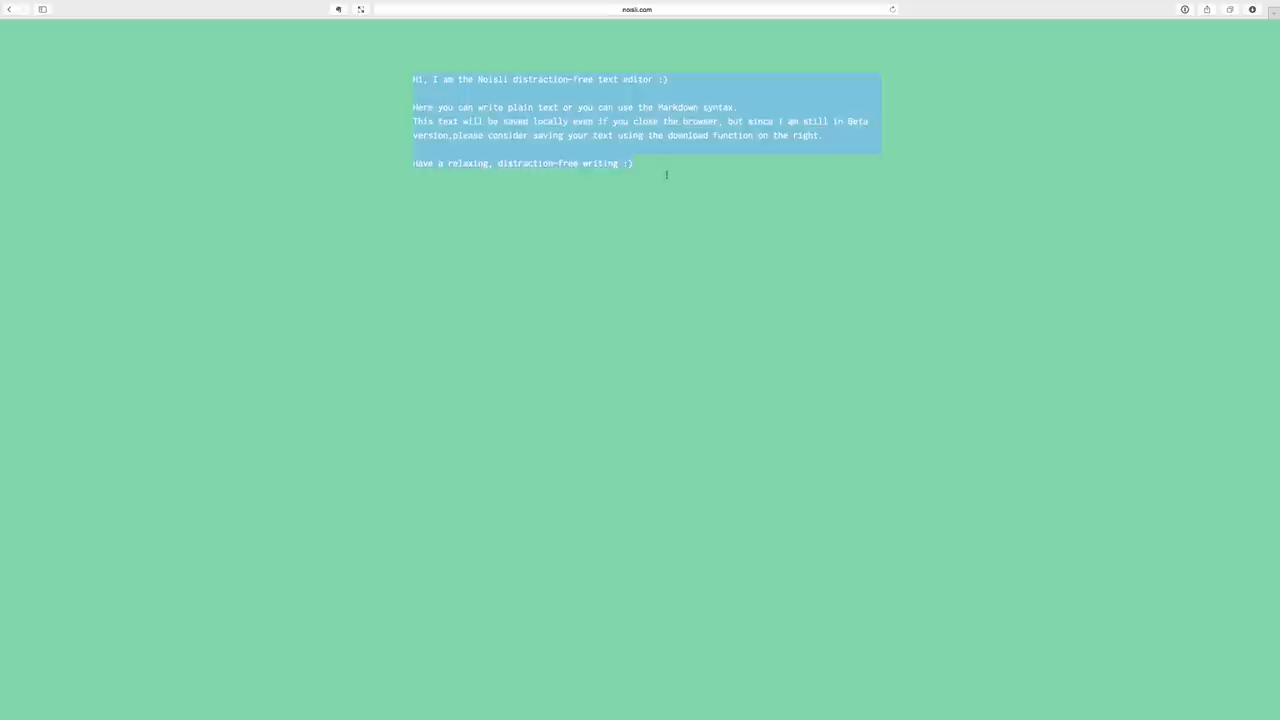 noisli.com
Hi, I am the Noisli distraction-free text editor :)
Here you can write plain text or you can use the Markdown syntax.
This text will be saved locally even if you close the browser, but since I am still in Beta
version,please consider saving your text using the download function on the right.
Have a relaxing, distraction-free writing :)